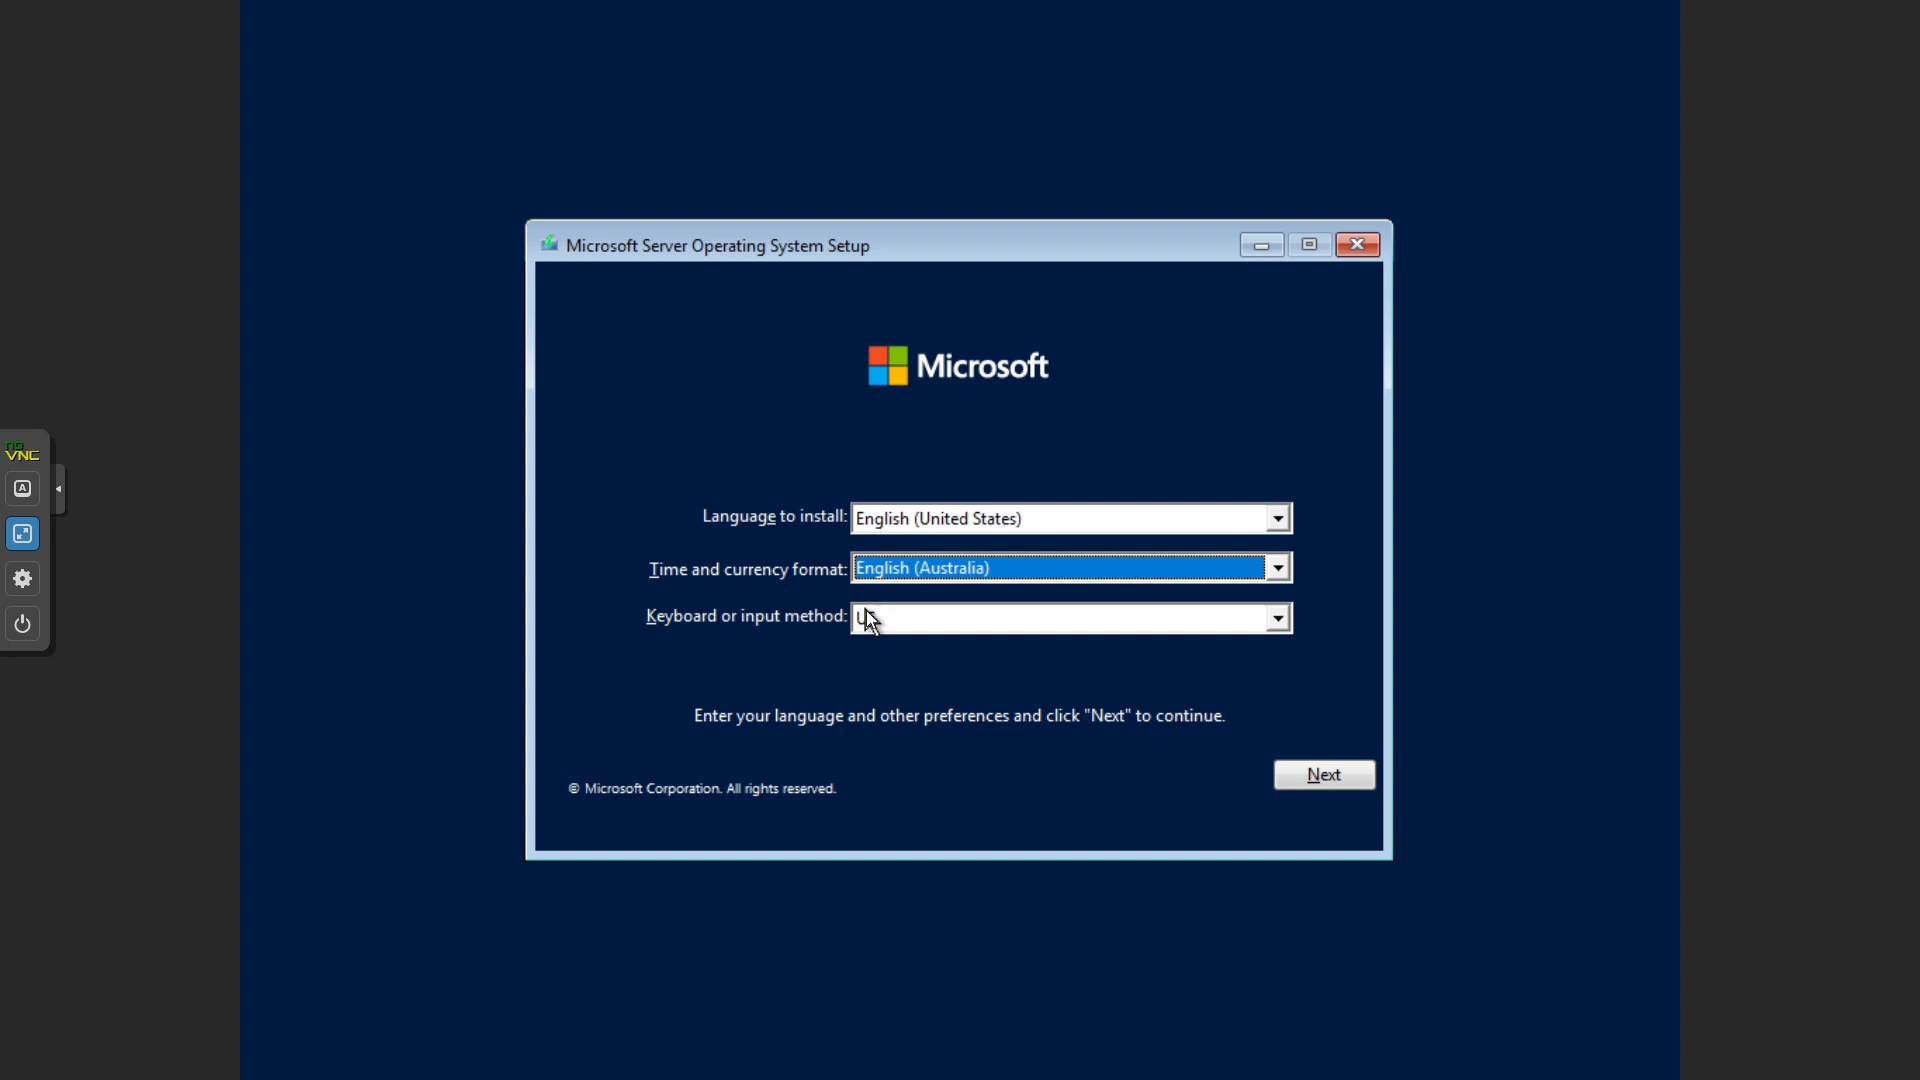 Microsoft Server Operating System Setup
Microsoft
no
VNC
A
Language to install: English (United States)
Time and currency format: English (Australia)
Keyboard or input method:
Enter your language and other preferences and click "Next" to continue.
Next
© Microsoft Corporation. All rights reserved.